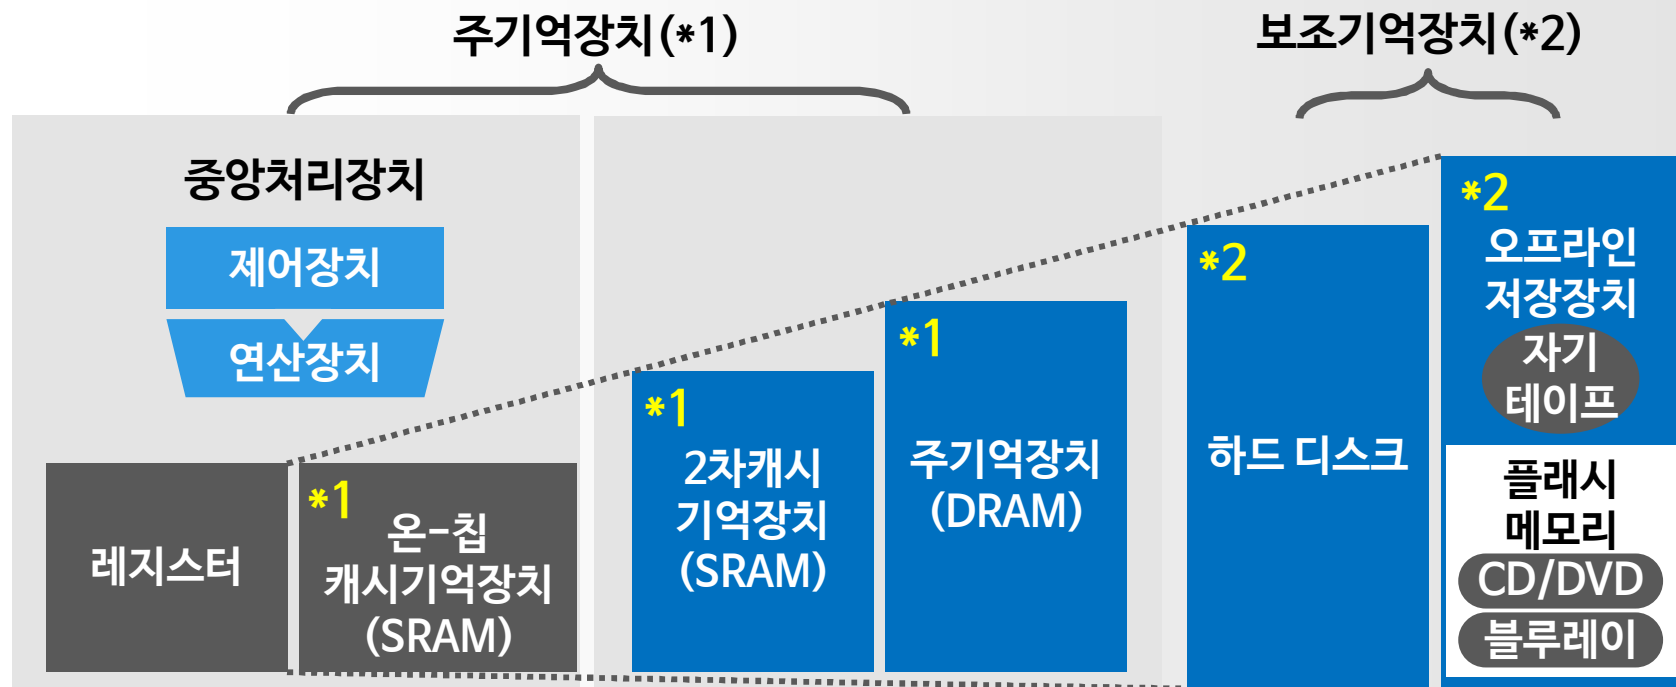 주기억장치(*1)
보조기억장치(*2)
중앙처리장치
제어장치
연산장치
레지스터
*1
온-칩
캐시기억장치
(SRAM)
*1
2차캐시
기억장치
(SRAM)
*1
주기억장치
(DRAM)
*2
하드 디스크
*2
오프라인
저장장치
자기
테이프
플래시
메모리
CD/DVD
블루레이